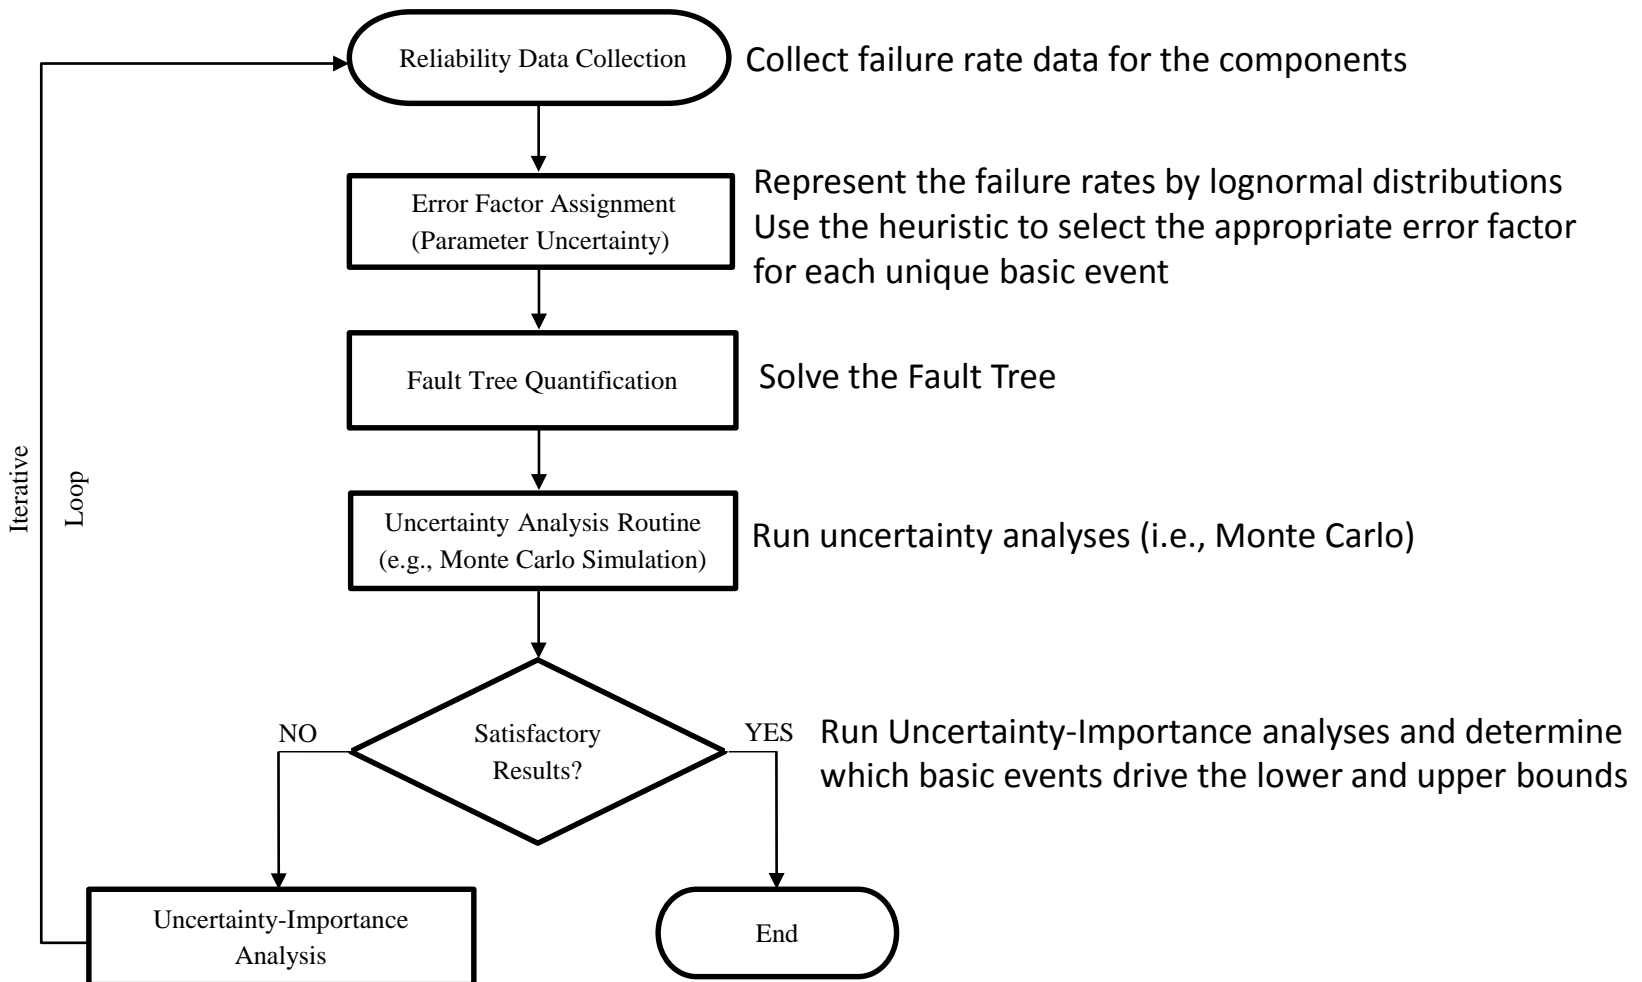 Reliability Data Collection
Collect failure rate data for the components
Error Factor Assignment
(Parameter Uncertainty)
Represent the failure rates by lognormal distributions
Use the heuristic to select the appropriate error factor
for each unique basic event
Fault Tree Quantification
Solve the Fault Tree
Iterative
Loop
Uncertainty Analysis Routine
(e.g., Monte Carlo Simulation)
Run uncertainty analyses (i.e., Monte Carlo)
NO
Satisfactory
Results?
YES
Run Uncertainty-Importance analyses and determine
which basic events drive the lower and upper bounds
Uncertainty-Importance
Analysis
End